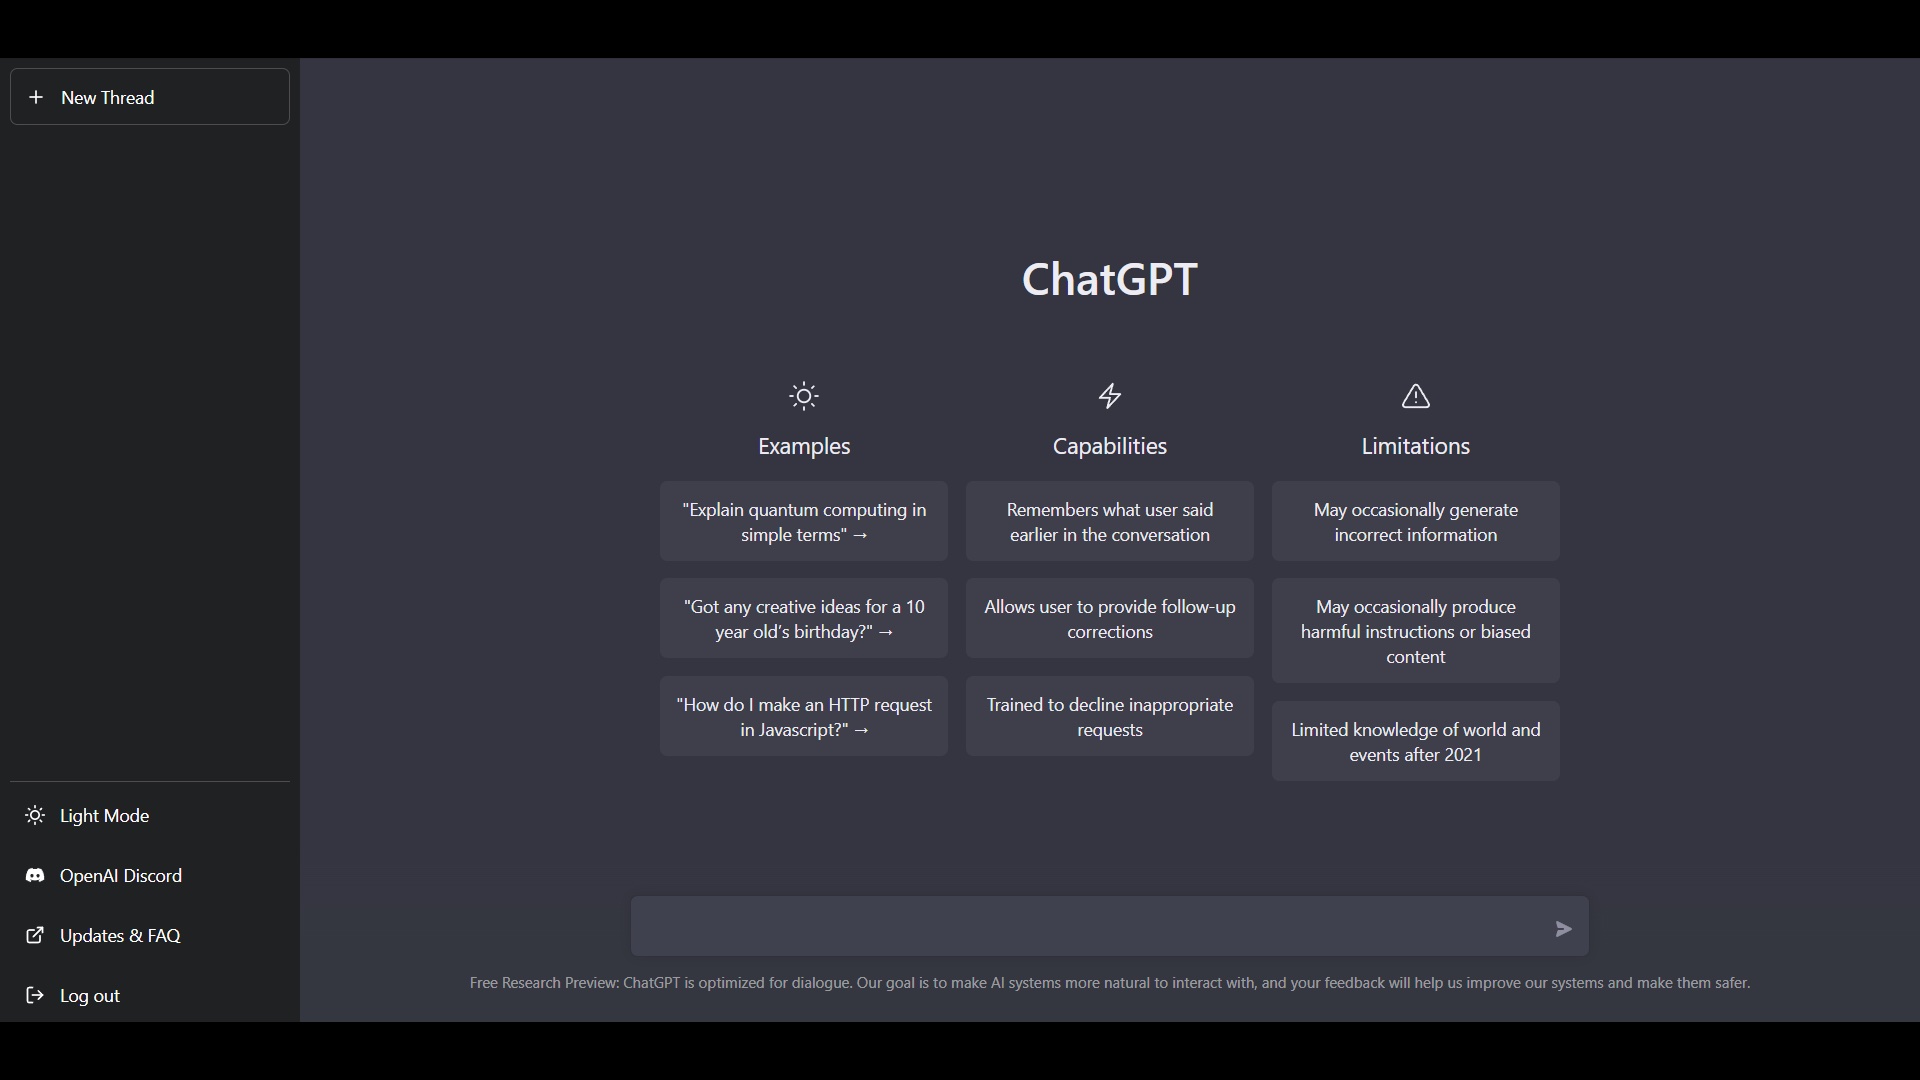 New Thread
ChatGPT
Examples
"Explain quantum computing in
simple terms" →
"Got any creative ideas for a 10
year old's birthday?" →
"How do I make an HTTP request
in Javascript?" →
Capabilities
Remembers what user said
earlier in the conversation
Allows user to provide follow-up
corrections
Trained to decline inappropriate
requests
Limitations
May occasionally generate
incorrect information
May occasionally produce
harmful instructions or biased
content
Limited knowledge of world and
events after 2021
Light Mode
OpenAI Discord
Updates & FAQ
Log out
Free Research Preview: ChatGPT is optimized for dialogue. Our goal is to make AI systems more natural to interact with, and your feedback will help us improve our systems and make them safer.